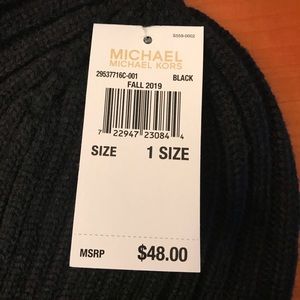 S559-0002
MICHAEL
MICHAEL KORS
29537716C-001 BLACK
FALL 2019
7 22947 23084 4
SIZE 1 SIZE
MSRP $48.00